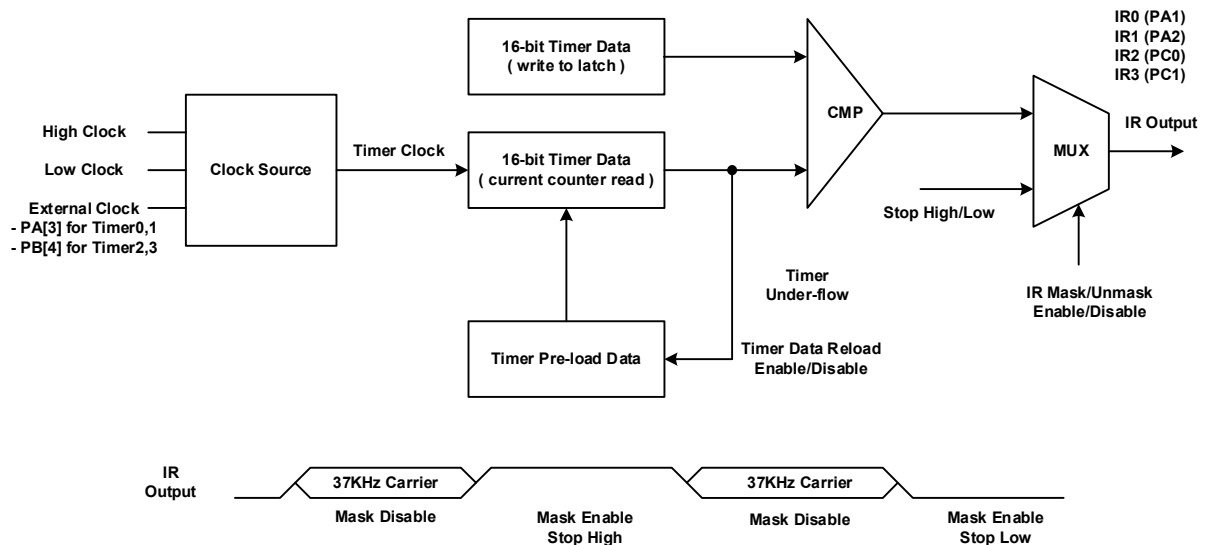 IR0 (PA1)
IR1 (PA2)
IR2 (PC0)
IR3 (PC1)
16-bit Timer Data
( write to latch )
CMP
High Clock
Low Clock
External Clock
- PA[3] for Timer0,1
- PB[4] for Timer2,3
Clock Source
Timer Clock
16-bit Timer Data
( current counter read )
MUX
IR Output
Stop High/Low
Timer
Under-flow
IR Mask/Unmask
Enable/Disable
Timer Pre-load Data
Timer Data Reload
Enable/Disable
IR
Output
37KHz Carrier
37KHz Carrier
Mask Disable
Mask Enable
Stop High
Mask Disable
Mask Enable
Stop Low